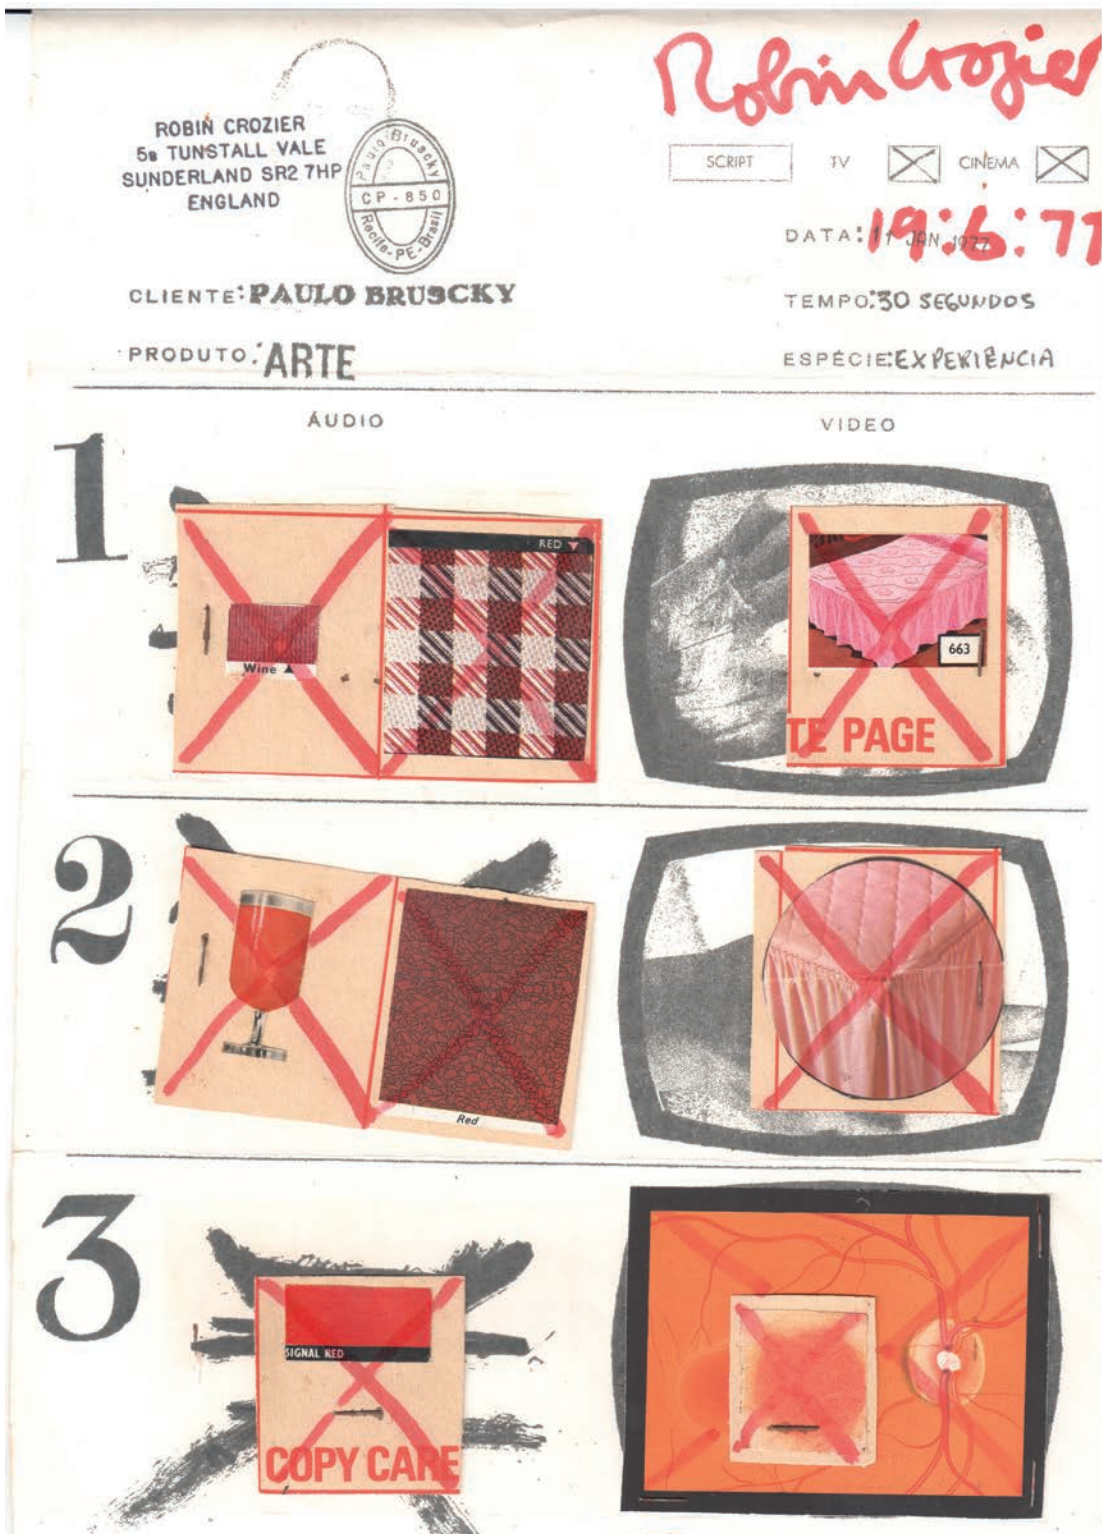 Robin Crozier
ROBIN CROZIER
5a TUNSTALL VALE
SUNDERLAND SR2 7HP
ENGLAND
Paulo Bruscky
CP-850
Recife-PE-Brasil
SCRIPT TV CINEMA
DATA: 11 JAN 1977
19:6:77
CLIENTE: PAULO BRUSCKY
TEMPO: 30 SEGUNDOS
PRODUTO: ARTE
ESPÉCIE: EXPERIÊNCIA
ÁUDIO
VIDEO
1
RED ▼
Wine ▲
663
TE PAGE
2
Red
3
SIGNAL RED
COPY CARE